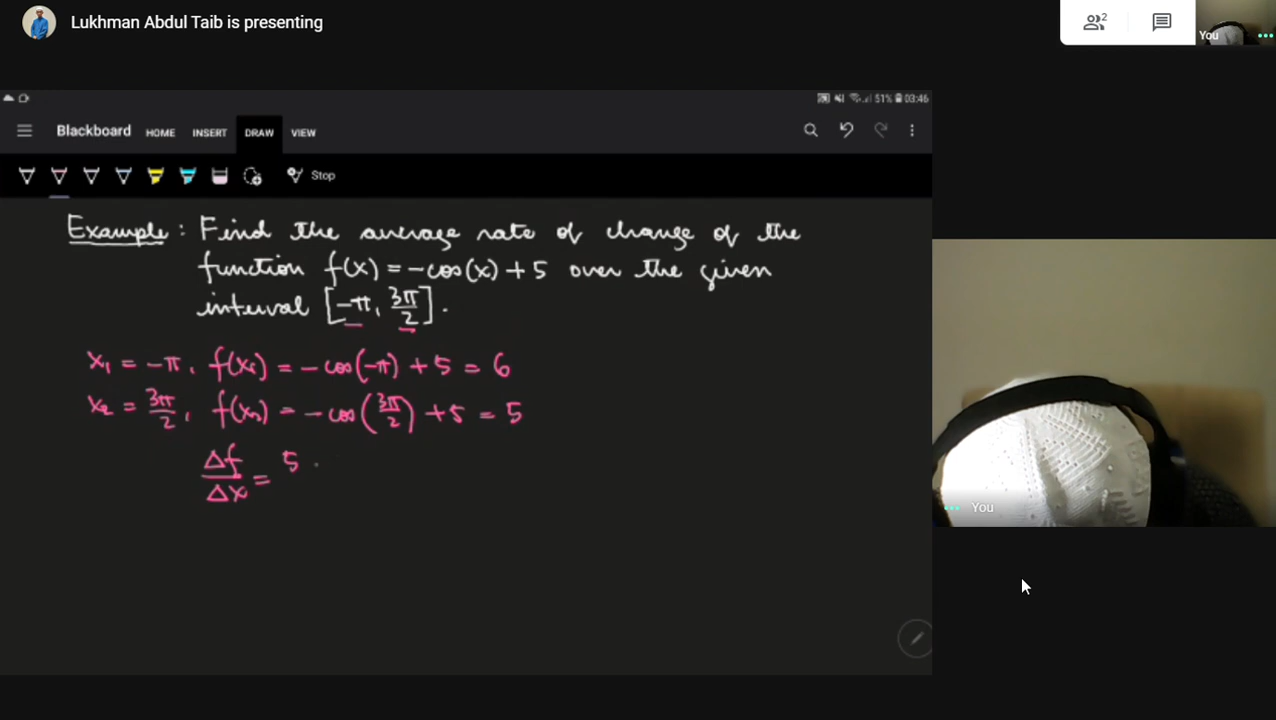 Lukhman Abdul Taib is presenting
2
You
51% 03:46
Blackboard HOME INSERT DRAW VIEW
Stop
Example : Find the average rate of change of the
function f(x) = -cos(x) + 5 over the given
interval [-π, 3π/2].
x₁ = -π, f(x₁) = -cos(-π) + 5 = 6
x₂ = 3π/2, f(x₂) = -cos(3π/2) + 5 = 5
Δf/Δx = 5
You